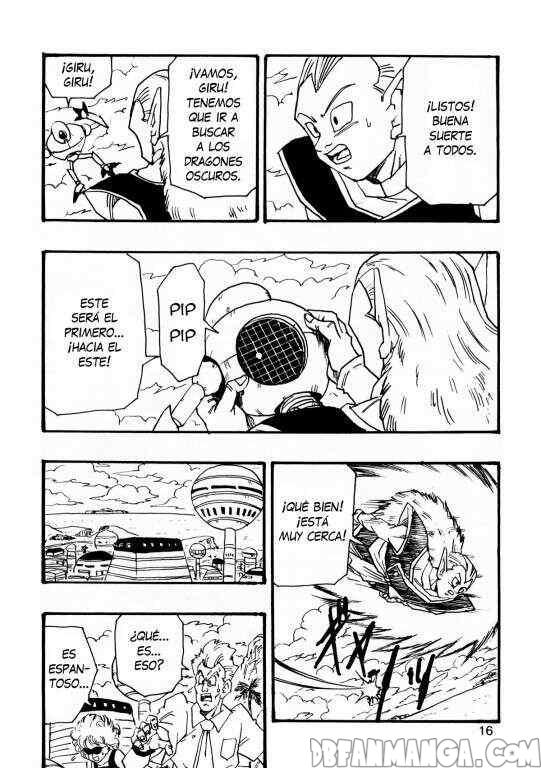 ¡LISTOS!
BUENA
SUERTE
A TODOS.
¡VAMOS,
GIRU!
TENEMOS
QUE IR A
BUSCAR
A LOS
DRAGONES
OSCUROS.
¡GIRU,
GIRU!
PIP
PIP
ESTE
SERÁ EL
PRIMERO...
¡HACIA EL
ESTE!
¡QUÉ BIEN!
¡ESTÁ
MUY CERCA!
¿QUÉ...
ES...
ESO?
ES
ESPAN-
TOSO...
16
DBFANMANGA.COM